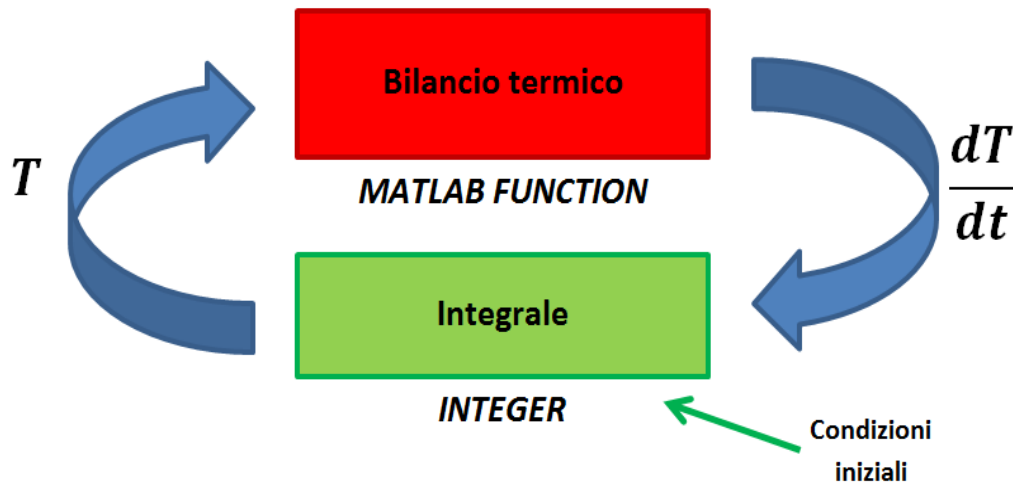 Bilancio termico
MATLAB FUNCTION
T
dT
dt
Integrale
INTEGER
Condizioni
iniziali